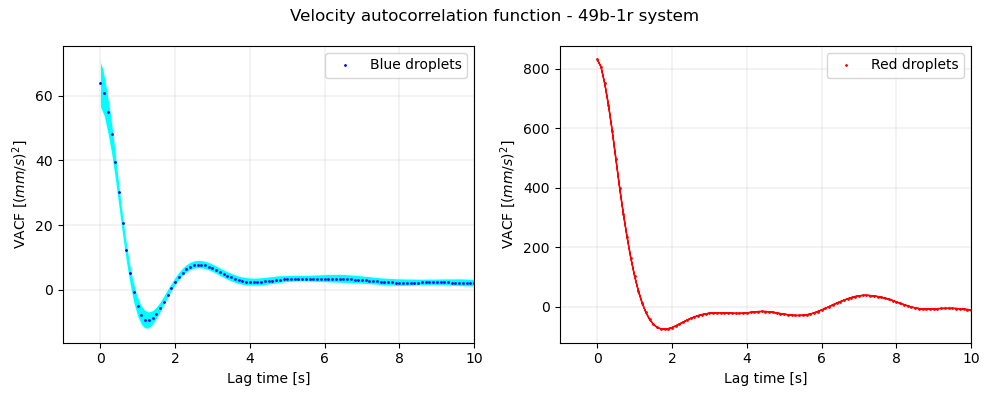 Velocity autocorrelation function - 49b-1r system
Blue droplets
VACF [(mm/s)²]
60
40
20
0
0 2 4 6 8 10
Lag time [s]
Red droplets
VACF [(mm/s)²]
800
600
400
200
0
0 2 4 6 8 10
Lag time [s]